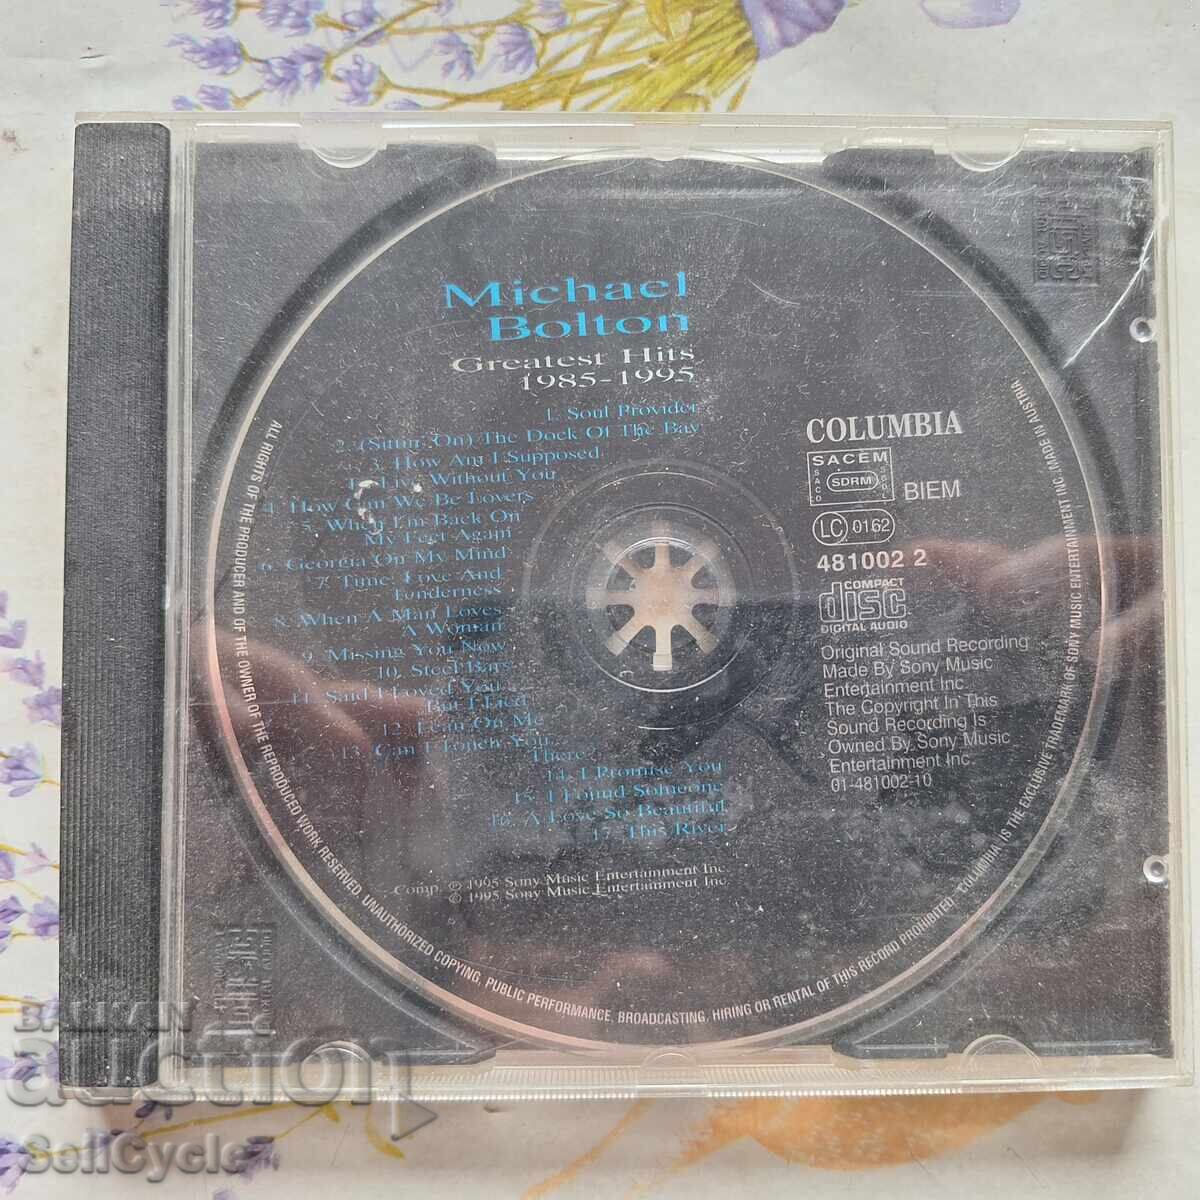 Michael
Bolton
Greatest Hits
1985-1995
1. Soul Provider
2. (Sittin' On) The Dock Of The Bay
3. How Am I Supposed
To Live Without You
4. How Can We Be Lovers
5. When I'm Back On
My Feet Again
6. Georgia On My Mind
7. Time, Love And
Tenderness
8. When A Man Loves
A Woman
9. Missing You Now
10. Steel Bars
11. Said I Loved You...
But I Lied
12. Lean On Me
13. Can I Touch You...
There?
14. I Promise You
15. I Found Someone
16. A Love So Beautiful
17. This River
Comp. ℗ 1995 Sony Music Entertainment Inc.
© 1995 Sony Music Entertainment Inc.
COLUMBIA
SACEM
SACD
SDRM
SGDL
BIEM
LC 0162
481002 2
COMPACT
disc
DIGITAL AUDIO
Original Sound Recording
Made By Sony Music
Entertainment Inc.
The Copyright In This
Sound Recording Is
Owned By Sony Music
Entertainment Inc.
01-481002-10
ALL RIGHTS OF THE PRODUCER AND OF THE OWNER OF THE REPRODUCED WORK RESERVED. UNAUTHORIZED COPYING, PUBLIC PERFORMANCE, BROADCASTING, HIRING OR RENTAL OF THIS RECORD PROHIBITED. COLUMBIA IS THE EXCLUSIVE TRADEMARK OF SONY MUSIC ENTERTAINMENT INC. MADE IN AUSTRIA
БАЛКАН
auction
SellCycle